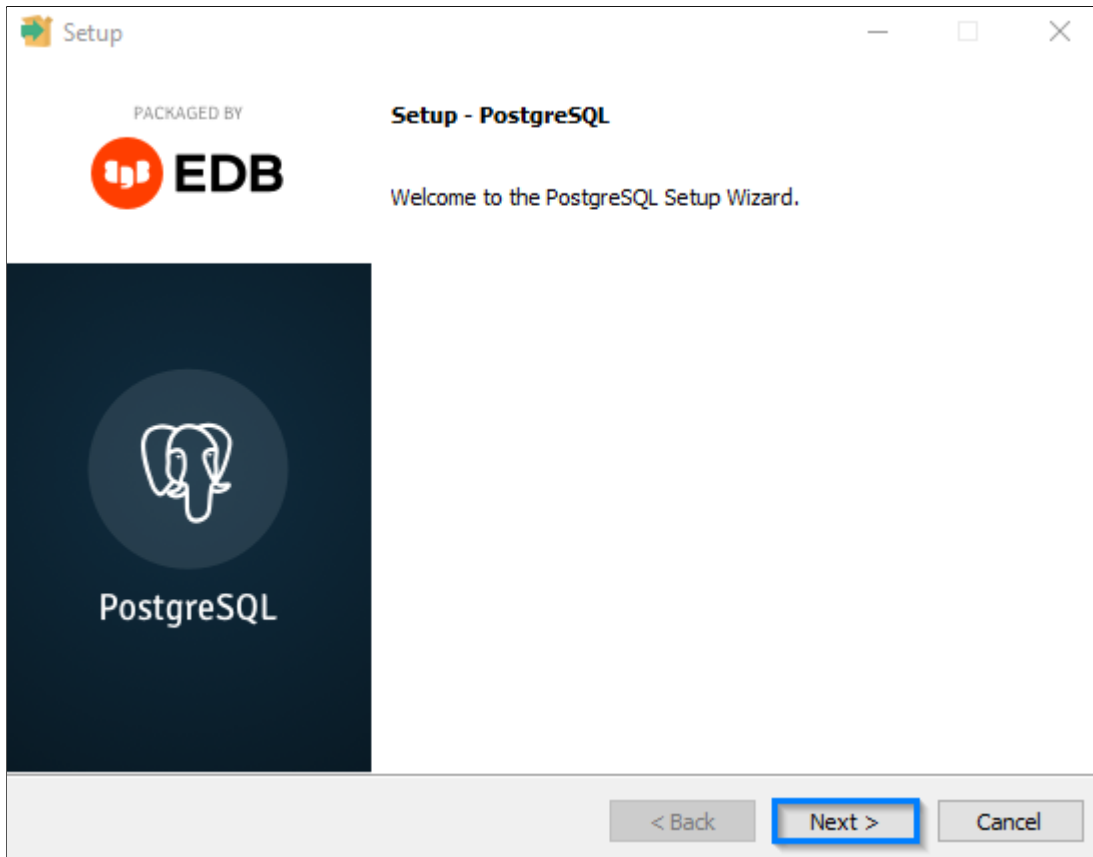 Setup
PACKAGED BY
EDB
Setup - PostgreSQL
Welcome to the PostgreSQL Setup Wizard.
PostgreSQL
< Back
Next >
Cancel